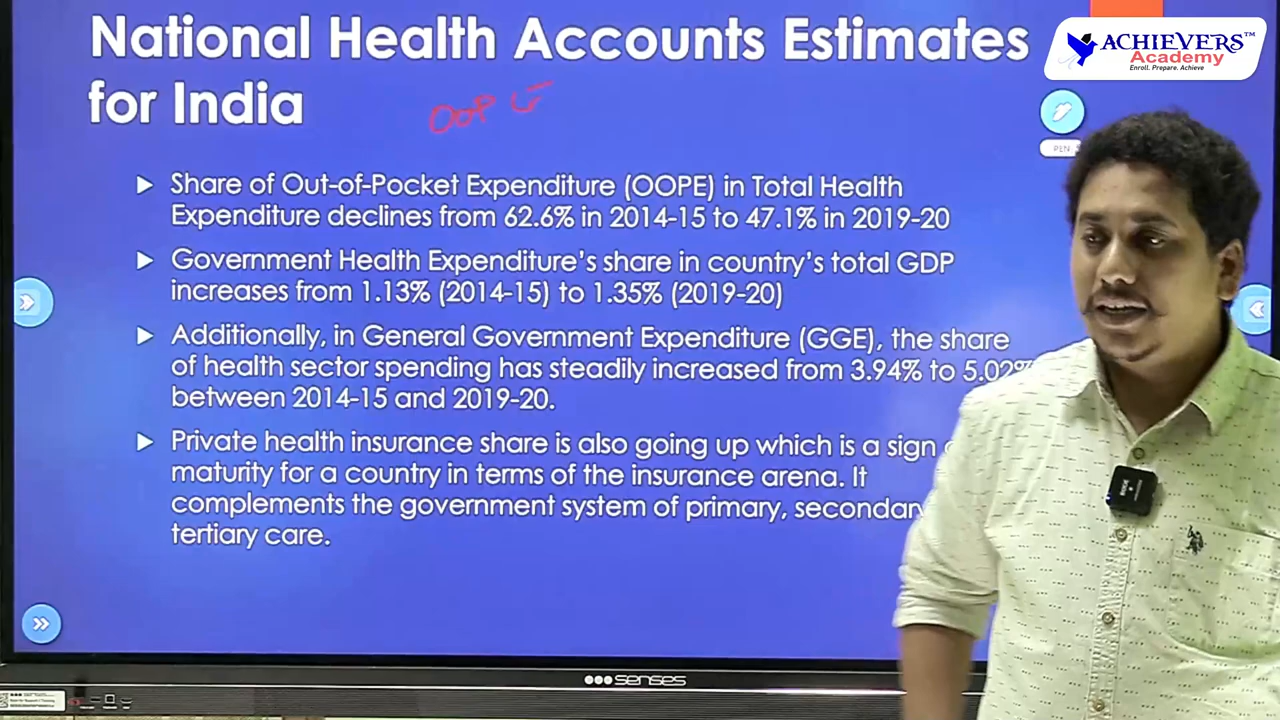 National Health Accounts Estimates
for India
OOP
ACHIEVERS™
Academy
Enroll. Prepare. Achieve
PEN
Share of Out-of-Pocket Expenditure (OOPE) in Total Health
Expenditure declines from 62.6% in 2014-15 to 47.1% in 2019-20
Government Health Expenditure's share in country's total GDP
increases from 1.13% (2014-15) to 1.35% (2019-20)
Additionally, in General Government Expenditure (GGE), the share
of health sector spending has steadily increased from 3.94% to 5.02%
between 2014-15 and 2019-20.
Private health insurance share is also going up which is a sign
maturity for a country in terms of the insurance arena. It
complements the government system of primary, secondary
tertiary care.
senses